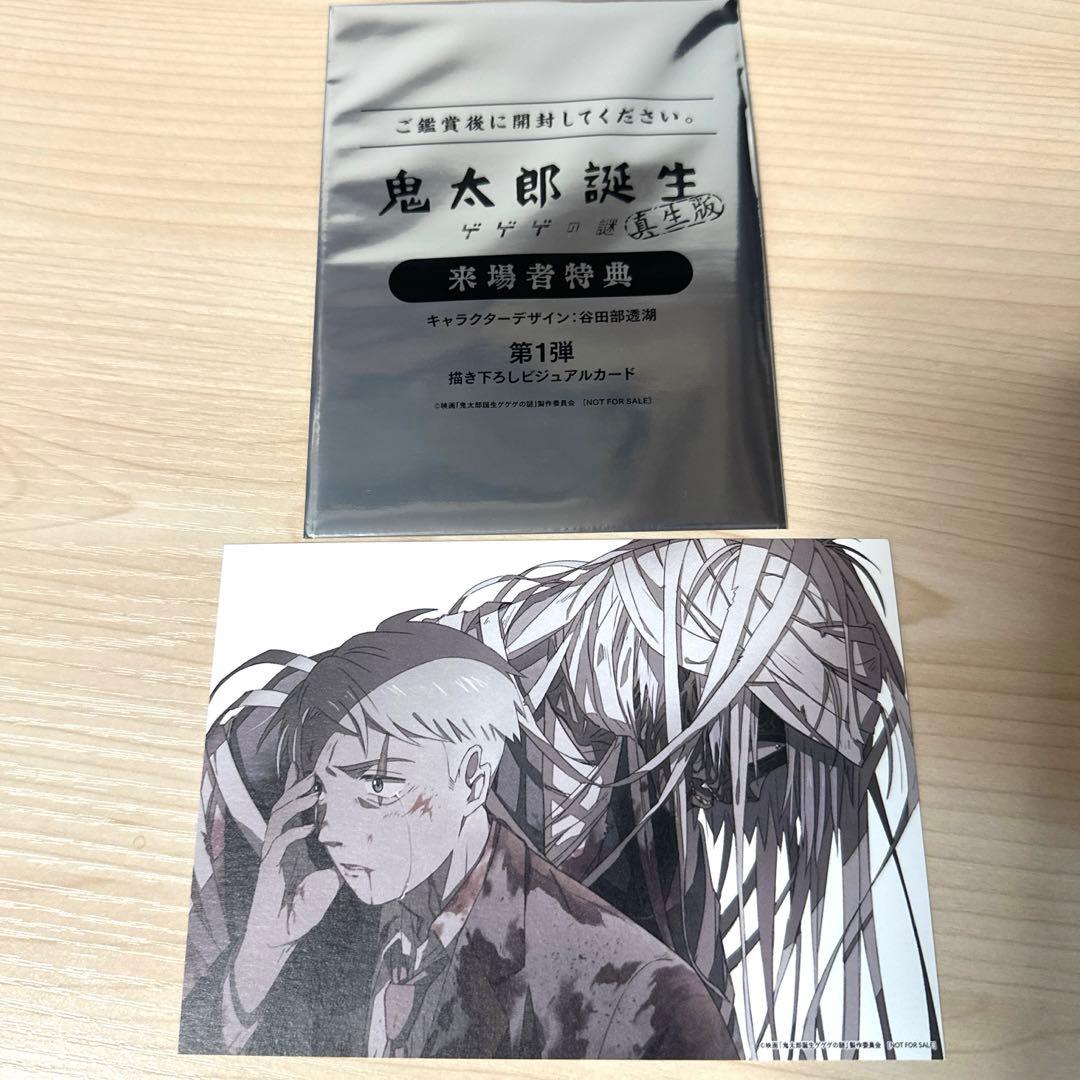 ご鑑賞後に開封してください。
鬼太郎誕生
ゲゲゲの謎 真生版
来場者特典
キャラクターデザイン：谷田部透湖
第1弾
描き下ろしビジュアルカード
©映画「鬼太郎誕生ゲゲゲの謎」製作委員会 [NOT FOR SALE]
©映画「鬼太郎誕生ゲゲゲの謎」製作委員会 [NOT FOR SALE]